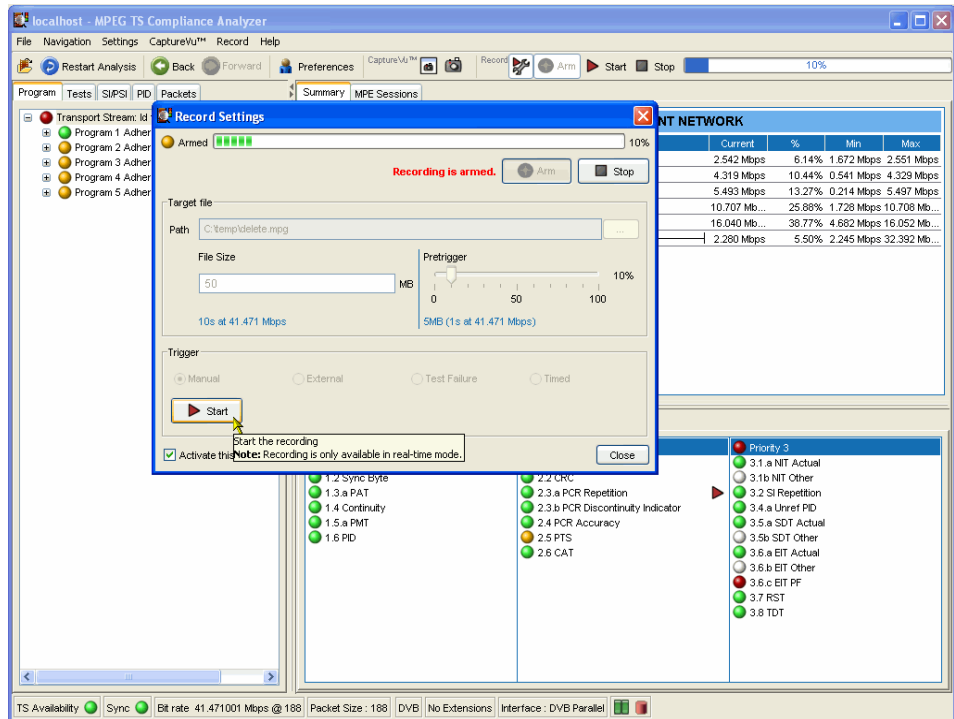 localhost - MPEG TS Compliance Analyzer
File Navigation Settings CaptureVu™ Record Help
Restart Analysis Back Forward Preferences CaptureVu™ Record Arm Start Stop 10%
Program Tests SI/PSI PID Packets
Summary MPE Sessions
Transport Stream: Id
Program 1 Adher
Program 2 Adher
Program 3 Adher
Program 4 Adher
Program 5 Adher
NT NETWORK
Current % Min Max
2.542 Mbps 6.14% 1.672 Mbps 2.551 Mbps
4.319 Mbps 10.44% 0.541 Mbps 4.329 Mbps
5.493 Mbps 13.27% 0.214 Mbps 5.497 Mbps
10.707 Mb... 25.88% 1.728 Mbps 10.708 Mb...
16.040 Mb... 38.77% 4.682 Mbps 16.052 Mb...
2.280 Mbps 5.50% 2.245 Mbps 32.392 Mb...
Record Settings
Armed 10%
Recording is armed. Arm Stop
Target file
Path C:\temp\delete.mpg ...
File Size
50 MB
10s at 41.471 Mbps
Pretrigger
10%
0 50 100
5MB (1s at 41.471 Mbps)
Trigger
Manual External Test Failure Timed
Start
Start the recording
Note: Recording is only available in real-time mode.
Activate this
Close
1.2 Sync Byte
1.3.a PAT
1.4 Continuity
1.5.a PMT
1.6 PID
2.2 CRC
2.3.a PCR Repetition
2.3.b PCR Discontinuity Indicator
2.4 PCR Accuracy
2.5 PTS
2.6 CAT
Priority 3
3.1.a NIT Actual
3.1b NIT Other
3.2 SI Repetition
3.4.a Unref PID
3.5.a SDT Actual
3.5b SDT Other
3.6.a EIT Actual
3.6.b EIT Other
3.6.c EIT PF
3.7 RST
3.8 TDT
TS Availability Sync Bit rate 41.471001 Mbps @ 188 Packet Size : 188 DVB No Extensions Interface : DVB Parallel